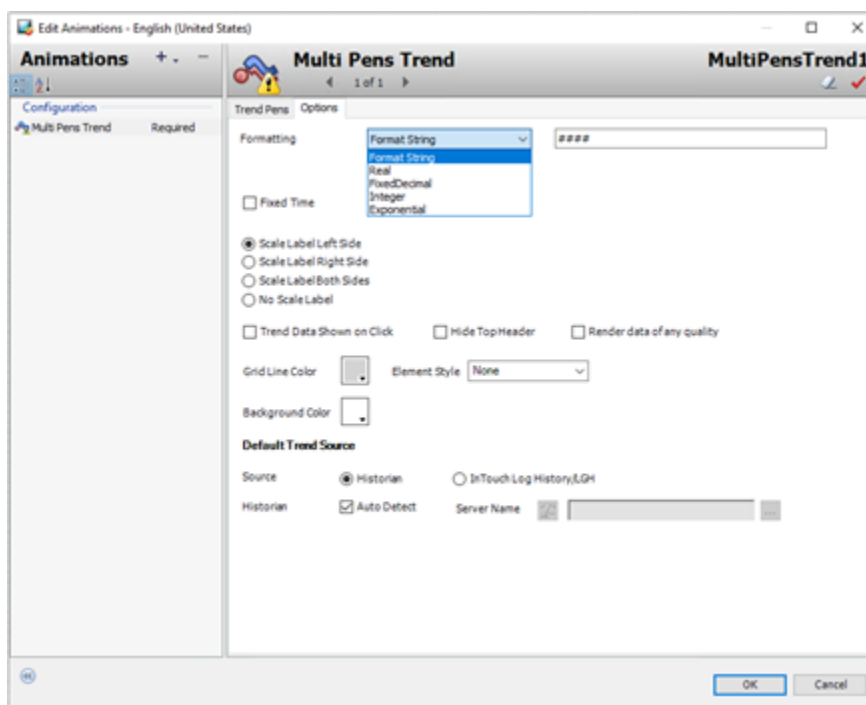 Edit Animations - English (United States)
Animations
Multi Pens Trend
MultiPensTrend1
1 of 1
Configuration
Multi Pens Trend Required
Trend Pens Options
Formatting Format String ####
Format String
Real
FixedDecimal
Integer
Exponential
Fixed Time
Scale Label Left Side
Scale Label Right Side
Scale Label Both Sides
No Scale Label
Trend Data Shown on Click Hide Top Header Render data of any quality
Grid Line Color Element Style None
Background Color
Default Trend Source
Source Historian InTouch Log History/LGH
Historian Auto Detect Server Name ...
OK Cancel